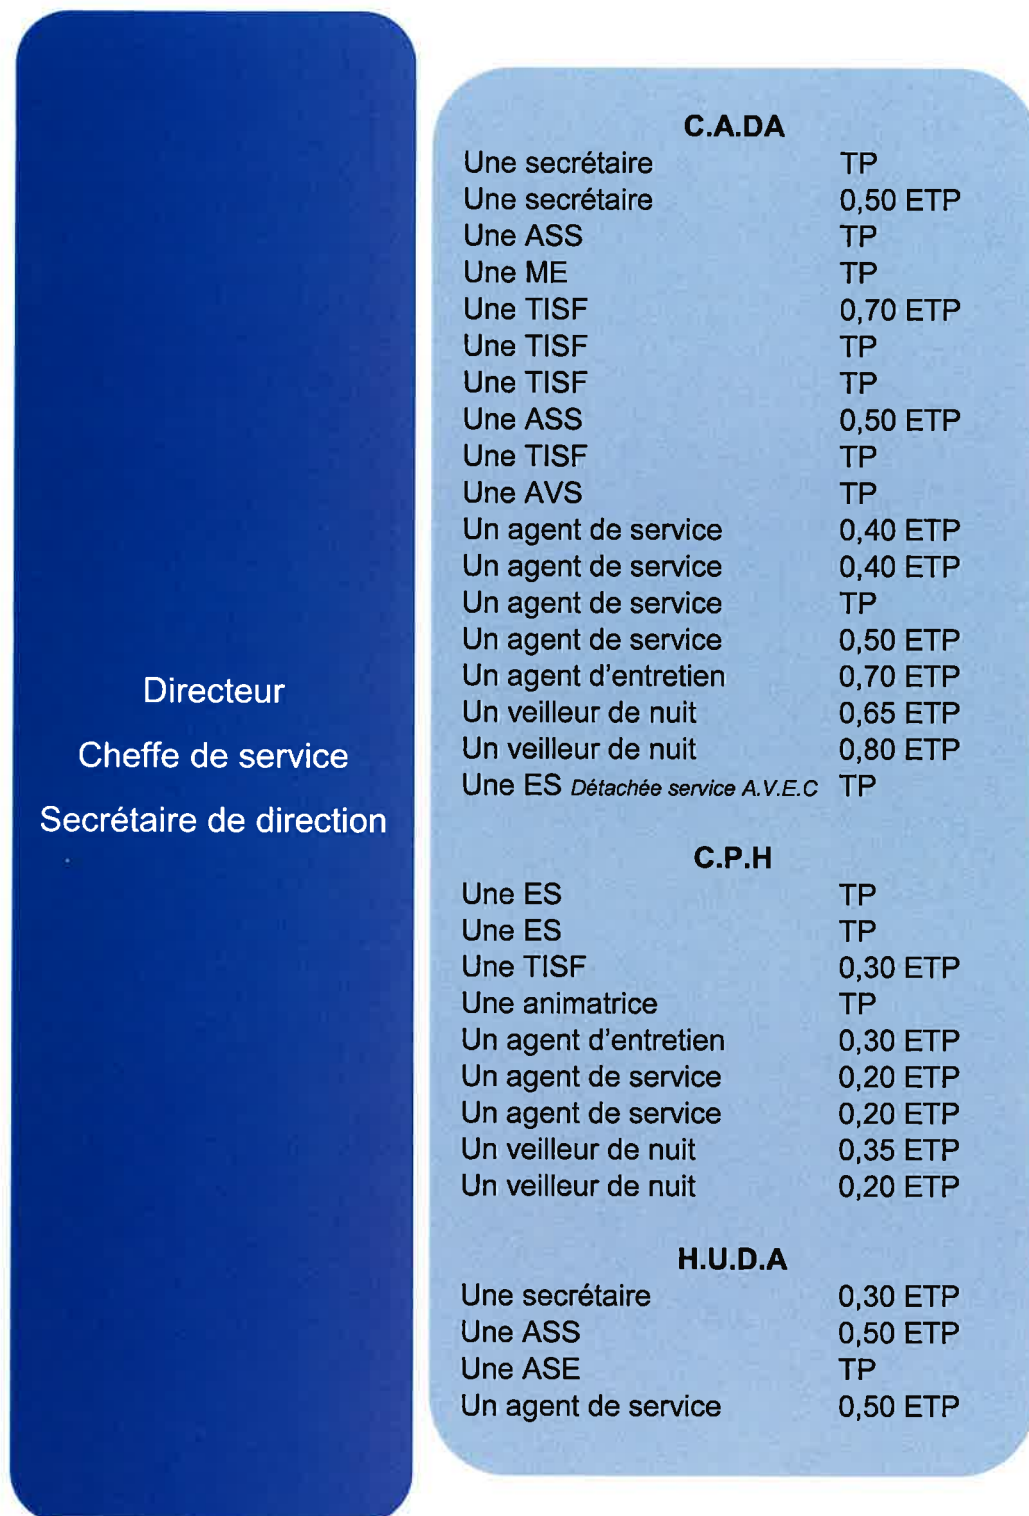 Directeur
Cheffe de service
Secrétaire de direction
C.A.DA
Une secrétaire TP
Une secrétaire 0,50 ETP
Une ASS TP
Une ME TP
Une TISF 0,70 ETP
Une TISF TP
Une TISF TP
Une ASS 0,50 ETP
Une TISF TP
Une AVS TP
Un agent de service 0,40 ETP
Un agent de service 0,40 ETP
Un agent de service TP
Un agent de service 0,50 ETP
Un agent d'entretien 0,70 ETP
Un veilleur de nuit 0,65 ETP
Un veilleur de nuit 0,80 ETP
Une ES Détachée service A.V.E.C TP
C.P.H
Une ES TP
Une ES TP
Une TISF 0,30 ETP
Une animatrice TP
Un agent d'entretien 0,30 ETP
Un agent de service 0,20 ETP
Un agent de service 0,20 ETP
Un veilleur de nuit 0,35 ETP
Un veilleur de nuit 0,20 ETP
H.U.D.A
Une secrétaire 0,30 ETP
Une ASS 0,50 ETP
Une ASE TP
Un agent de service 0,50 ETP